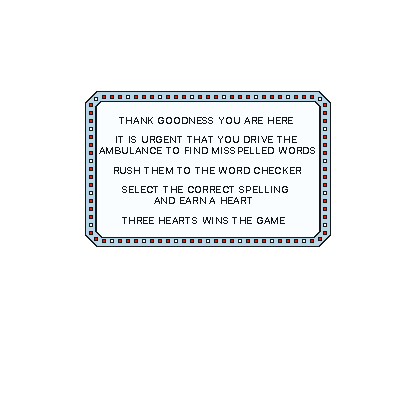 THANK GOODNESS YOU ARE HERE
IT IS URGENT THAT YOU DRIVE THE
AMBULANCE TO FIND MISSPELLED WORDS
RUSH THEM TO THE WORD CHECKER
SELECT THE CORRECT SPELLING
AND EARN A HEART
THREE HEARTS WINS THE GAME